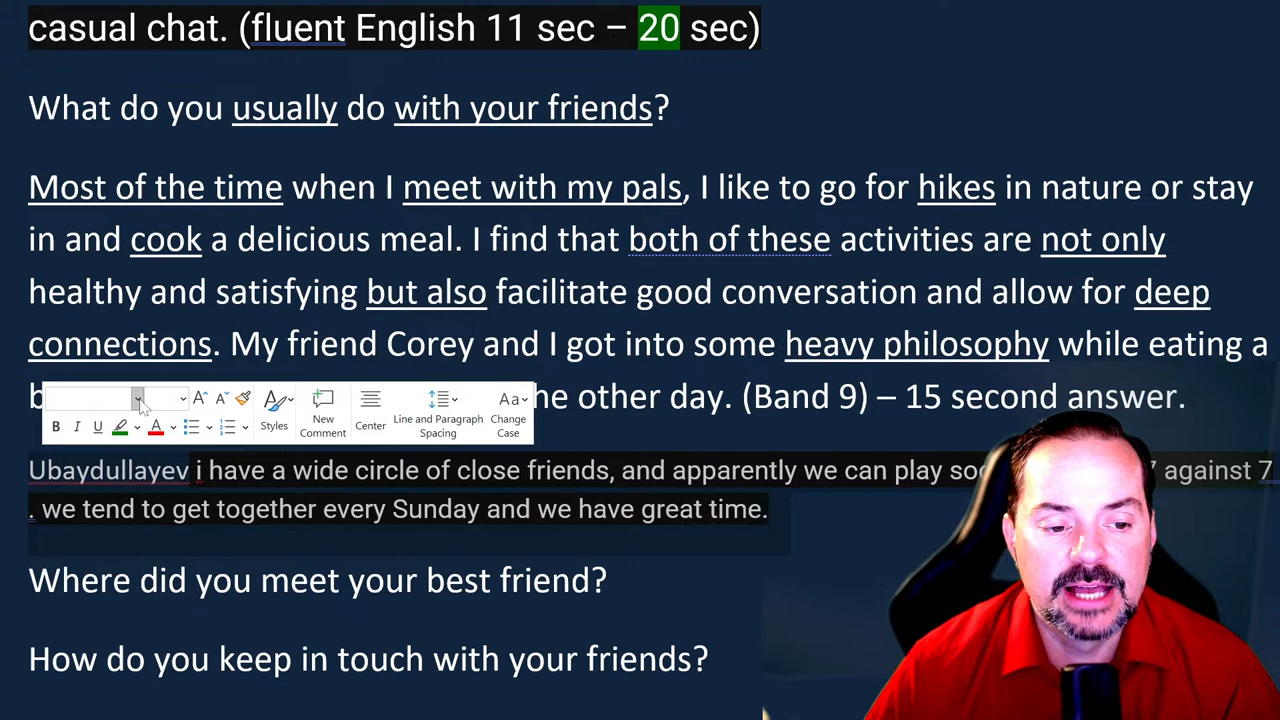 casual chat. (fluent English 11 sec – 20 sec)
What do you usually do with your friends?
Most of the time when I meet with my pals, I like to go for hikes in nature or stay
in and cook a delicious meal. I find that both of these activities are not only
healthy and satisfying but also facilitate good conversation and allow for deep
connections. My friend Corey and I got into some heavy philosophy while eating a
he other day. (Band 9) – 15 second answer.
Styles
New Comment
Center
Line and Paragraph Spacing
Aa
Change Case
B I U A
Ubaydullayev i have a wide circle of close friends, and apparently we can play against 7
. we tend to get together every Sunday and we have great time.
Where did you meet your best friend?
How do you keep in touch with your friends?